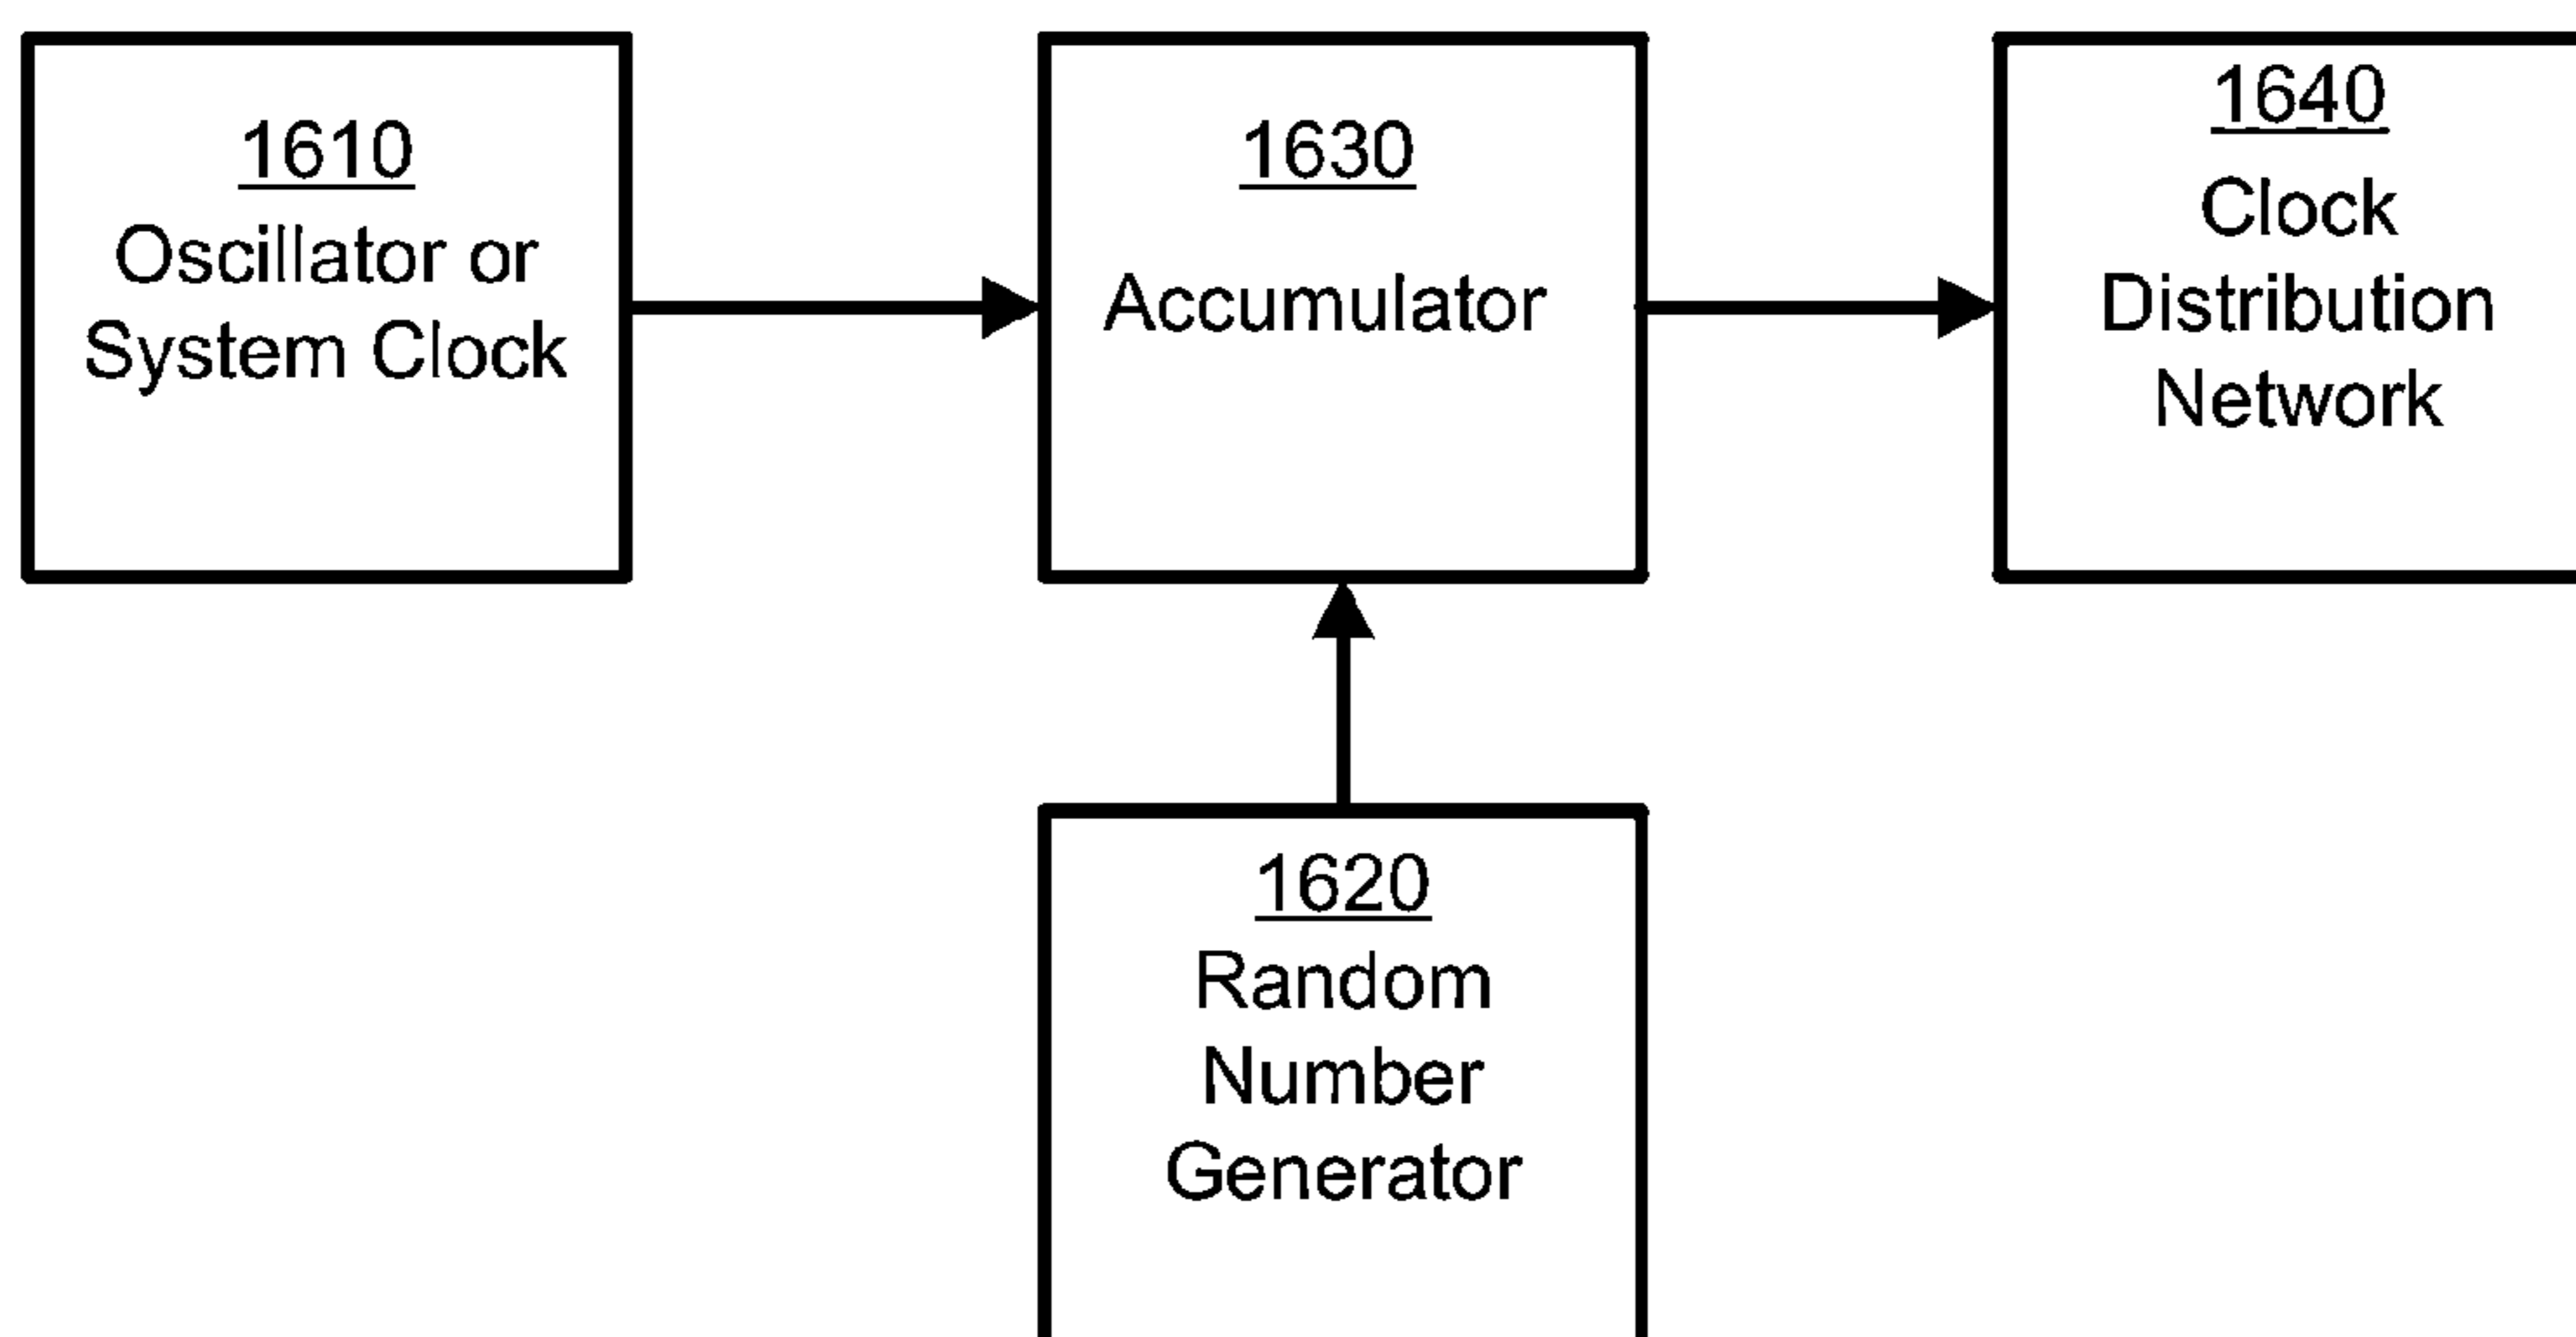 1610
Oscillator or
System Clock
1630
Accumulator
1640
Clock
Distribution
Network
1620
Random
Number
Generator